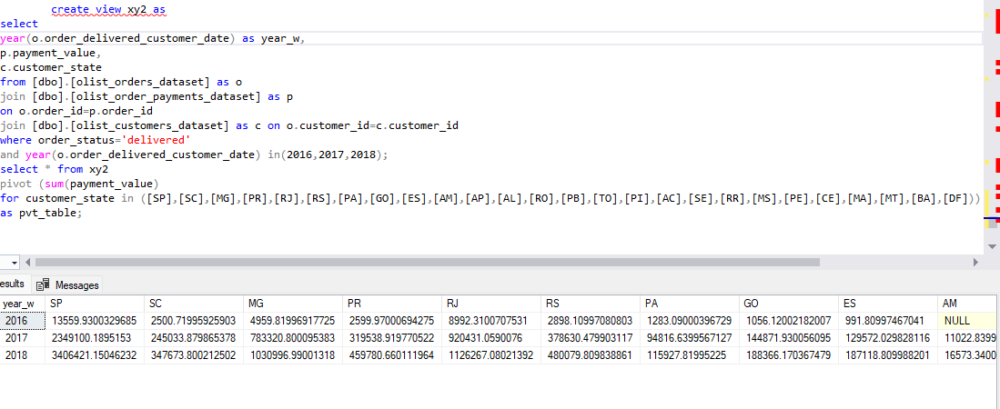 create view xy2 as
select
year(o.order_delivered_customer_date) as year_w,
p.payment_value,
c.customer_state
from [dbo].[olist_orders_dataset] as o
join [dbo].[olist_order_payments_dataset] as p
on o.order_id=p.order_id
join [dbo].[olist_customers_dataset] as c on o.customer_id=c.customer_id
where order_status='delivered'
and year(o.order_delivered_customer_date) in(2016,2017,2018);
select * from xy2
pivot (sum(payment_value)
for customer_state in ([SP],[SC],[MG],[PR],[RJ],[RS],[PA],[GO],[ES],[AM],[AP],[AL],[RO],[PB],[TO],[PI],[AC],[SE],[RR],[MS],[PE],[CE],[MA],[MT],[BA],[DF]))
as pvt_table;
esults Messages
year_w SP SC MG PR RJ RS PA GO ES AM
2016 13559.9300329685 2500.71995925903 4959.81996917725 2599.97000694275 8992.3100707531 2898.10997080803 1283.09000396729 1056.12002182007 991.80997467041 NULL
2017 2349100.1895153 245033.879865378 783320.800095383 319538.919770522 920431.0590076 378630.479903117 94816.6399567127 144871.930056095 129572.029828116 11022.8399
2018 3406421.15046232 347673.800212502 1030996.99001318 459780.660111964 1126267.08021392 480079.809838861 115927.81995225 188366.170367479 187118.809988201 16573.3400